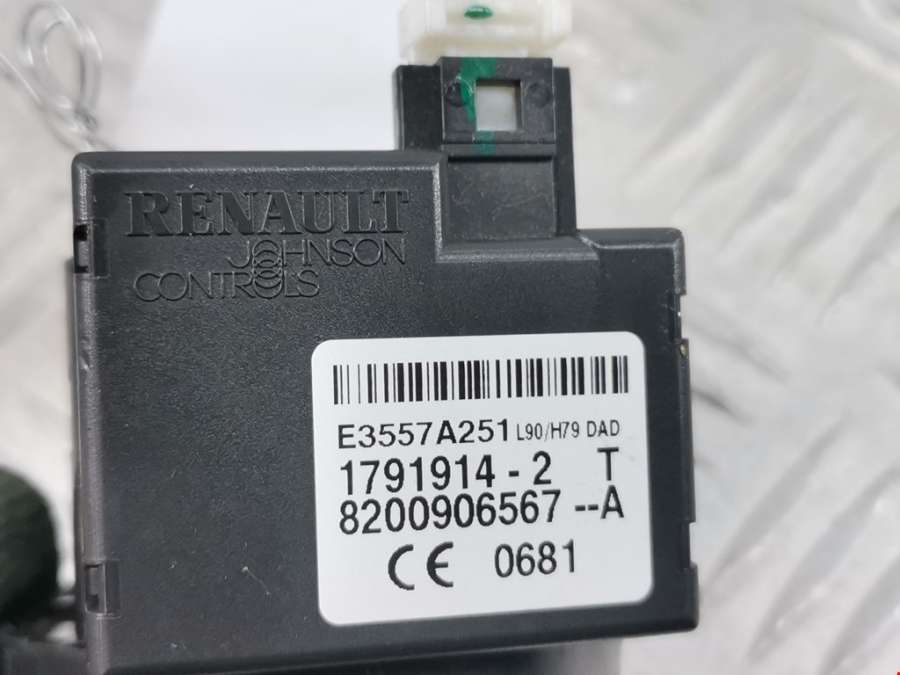 RENAULT
JOHNSON
CONTROLS
E3557A251 L90/H79 DAD
1791914 - 2 T
8200906567 --A
CE 0681